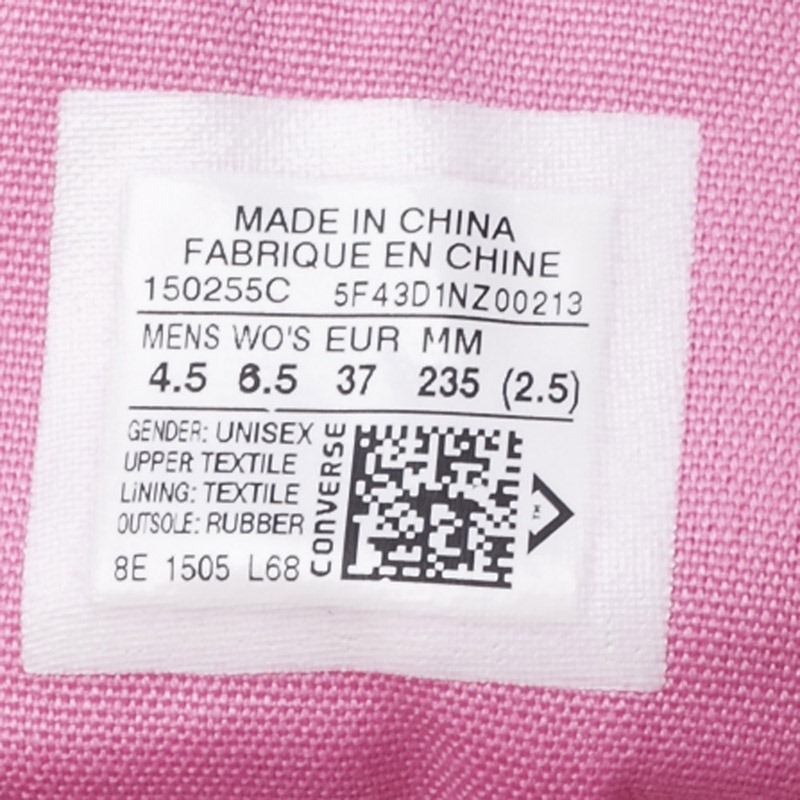 MADE IN CHINA
FABRIQUE EN CHINE
150255C 5F43D1NZ00213
MENS WO'S EUR MM
4.5 6.5 37 235 (2.5)
GENDER: UNISEX
UPPER TEXTILE
LINING: TEXTILE
OUTSOLE: RUBBER
8E 1505 L68
CONVERSE
TM